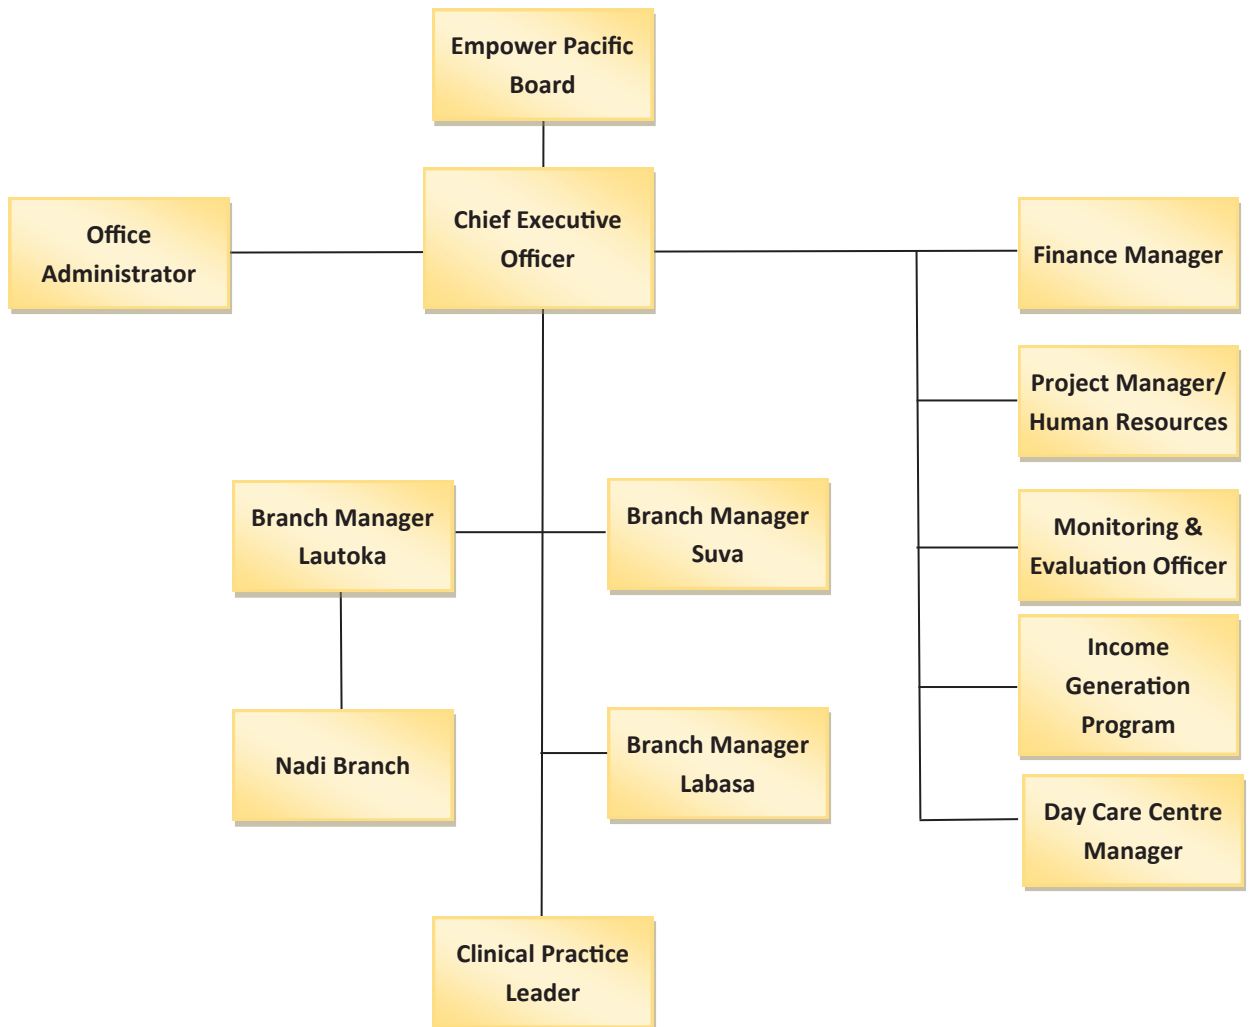 Empower Pacific
Board
Chief Executive
Officer
Office
Administrator
Finance Manager
Project Manager/
Human Resources
Branch Manager
Lautoka
Branch Manager
Suva
Monitoring &
Evaluation Officer
Income
Generation
Program
Nadi Branch
Branch Manager
Labasa
Day Care Centre
Manager
Clinical Practice
Leader